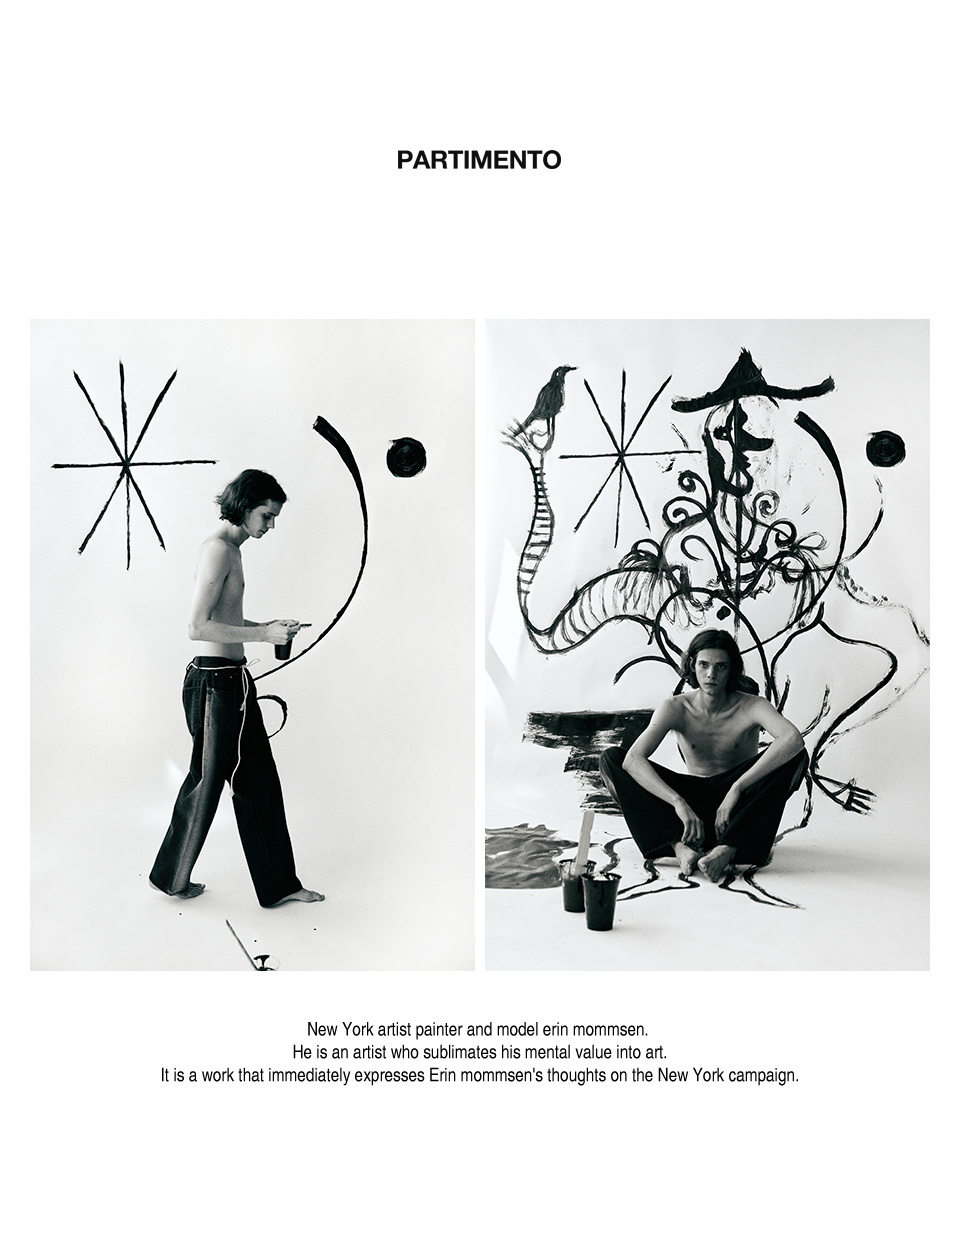 PARTIMENTO
New York artist painter and model erin mommsen.
He is an artist who sublimates his mental value into art.
It is a work that immediately expresses Erin mommsen's thoughts on the New York campaign.